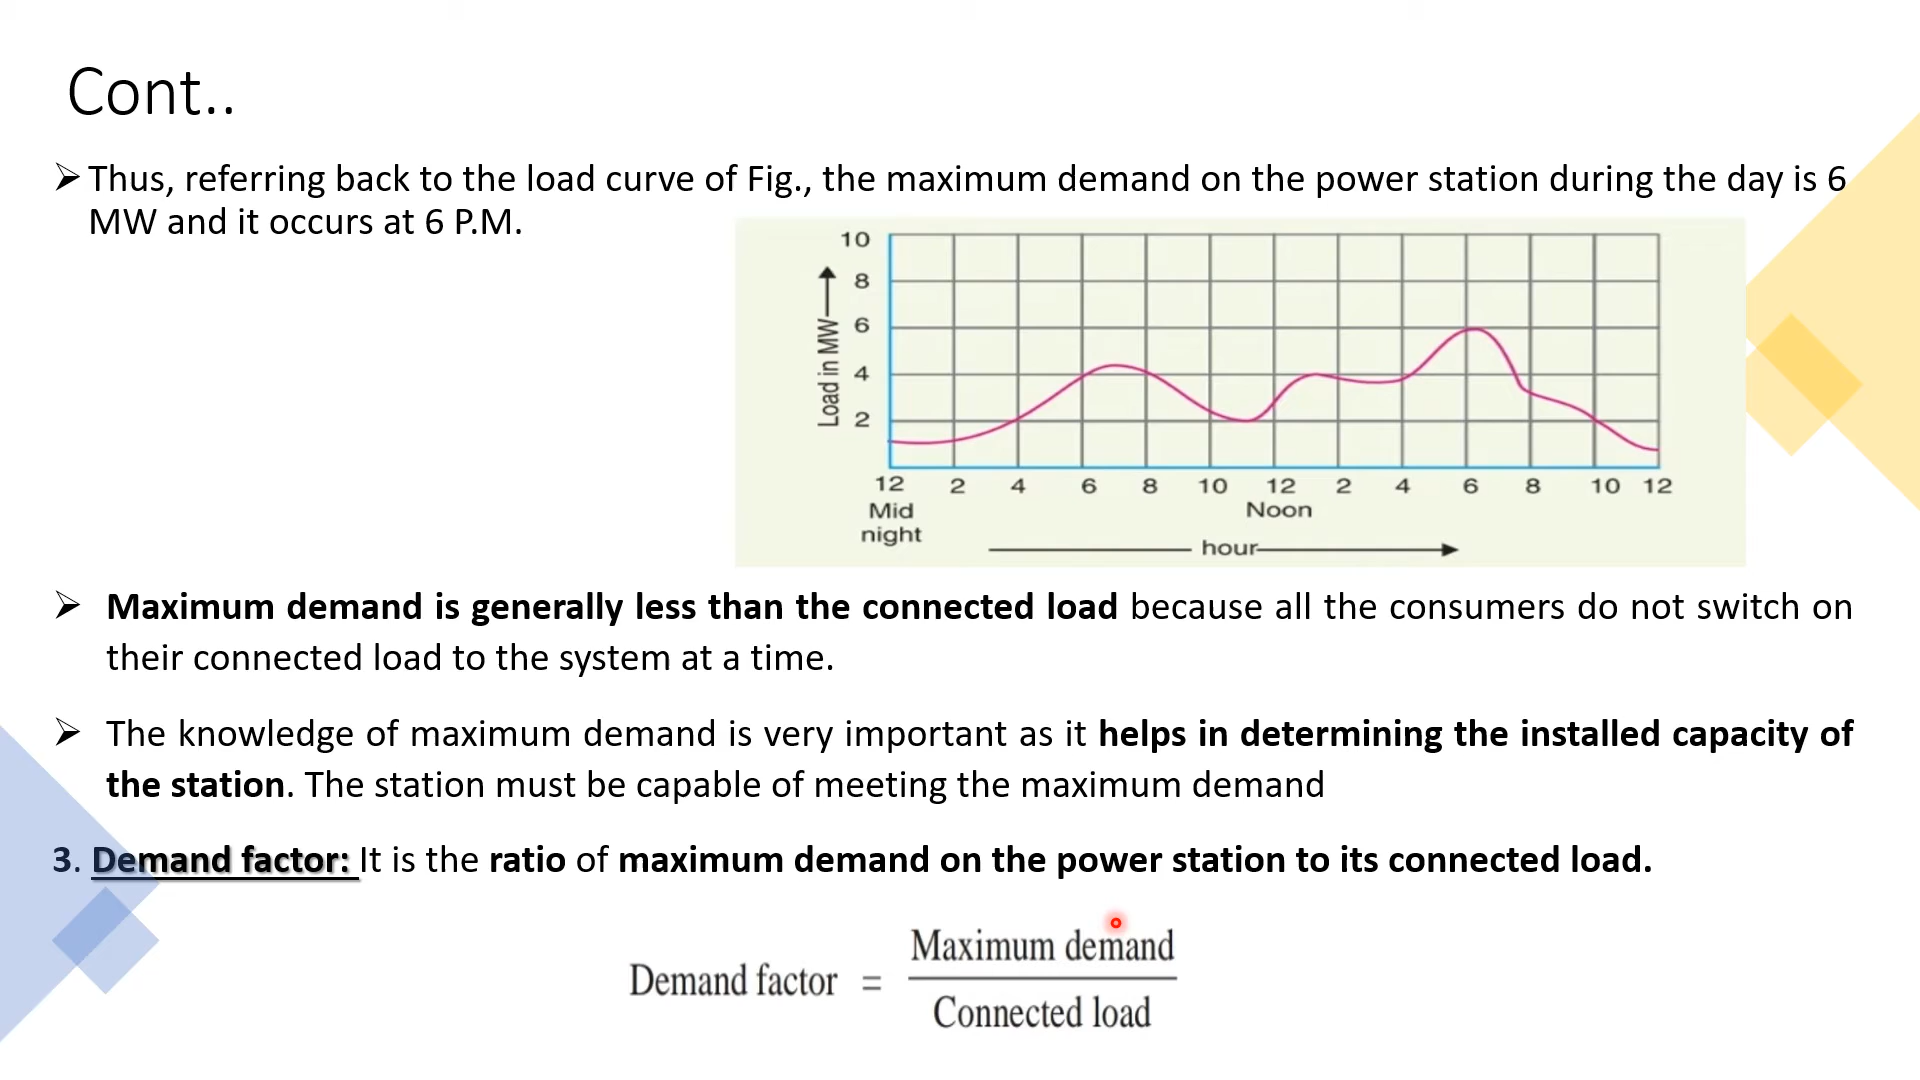 Cont..
Thus, referring back to the load curve of Fig., the maximum demand on the power station during the day is 6
MW and it occurs at 6 P.M.
10
8
6
4
2
Load in MW
12 2 4 6 8 10 12 2 4 6 8 10 12
Mid Noon
night
hour
Maximum demand is generally less than the connected load because all the consumers do not switch on
their connected load to the system at a time.
The knowledge of maximum demand is very important as it helps in determining the installed capacity of
the station. The station must be capable of meeting the maximum demand
3. Demand factor: It is the ratio of maximum demand on the power station to its connected load.
Maximum demand
Demand factor =
Connected load